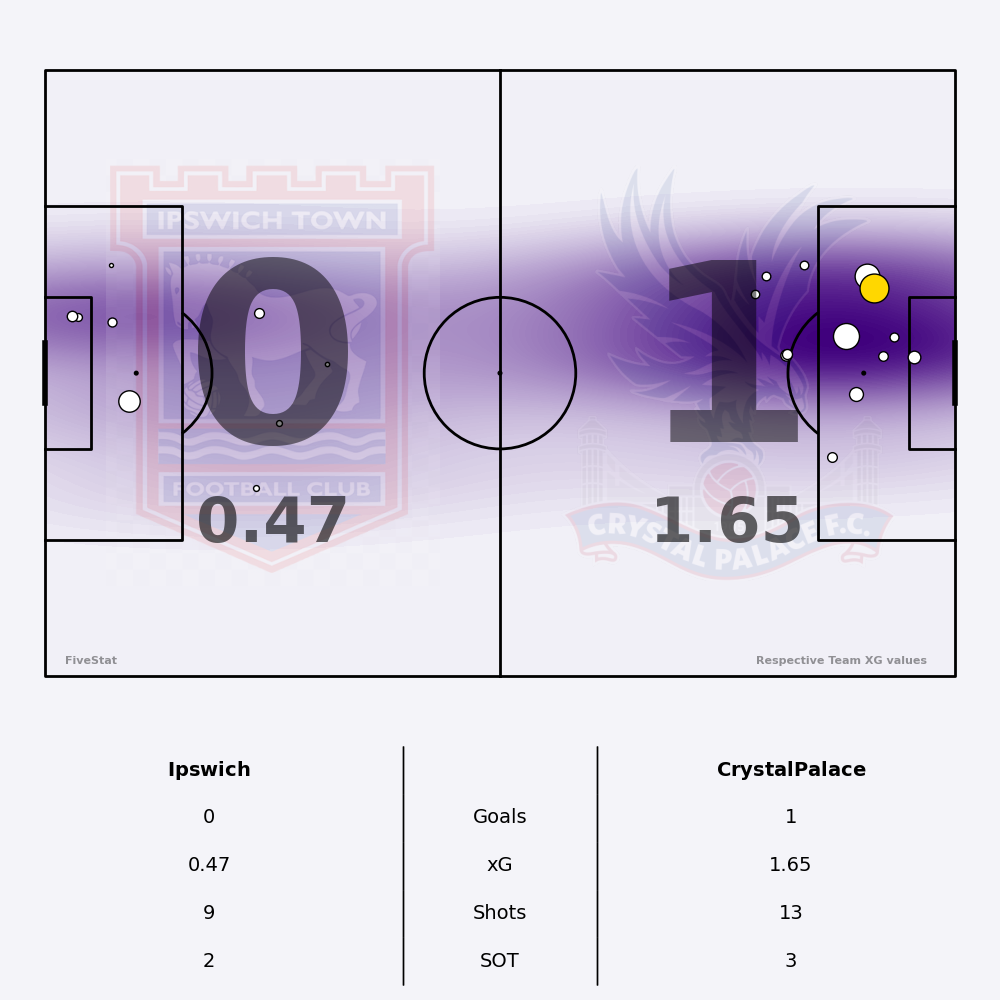 IPSWICH TOWN
FOOTBALL CLUB
0
0.47
1
1.65
CRYSTAL PALACE F.C.
FiveStat
Respective Team XG values
Ipswich CrystalPalace
0 Goals 1
0.47 xG 1.65
9 Shots 13
2 SOT 3